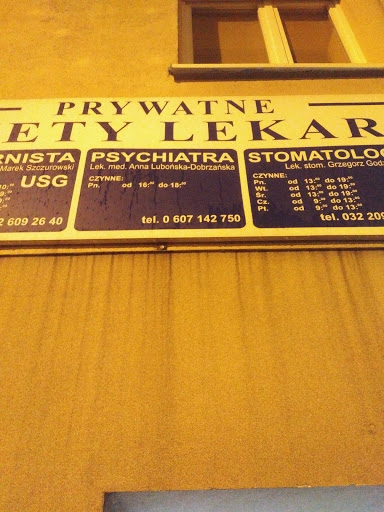 PRYWATNE
ETY LEKAR
RNISTA
Marek Szczurowski
USG
2 609 26 40
PSYCHIATRA
Lek. med. Anna Lubońska-Dobrzańska
CZYNNE:
Pn. od 16:⁰⁰ do 18:⁰⁰
tel. 0 607 142 750
STOMATOLOG
Lek. stom. Grzegorz God
CZYNNE:
Pn. od 13:⁰⁰ do 19:⁰⁰
Wt. od 13:⁰⁰ do 19:⁰⁰
Śr. od 13:⁰⁰ do 19:⁰⁰
Cz. od 9:⁰⁰ do 13:⁰⁰
Pt. od 9:⁰⁰ do 13:⁰⁰
tel. 032 209